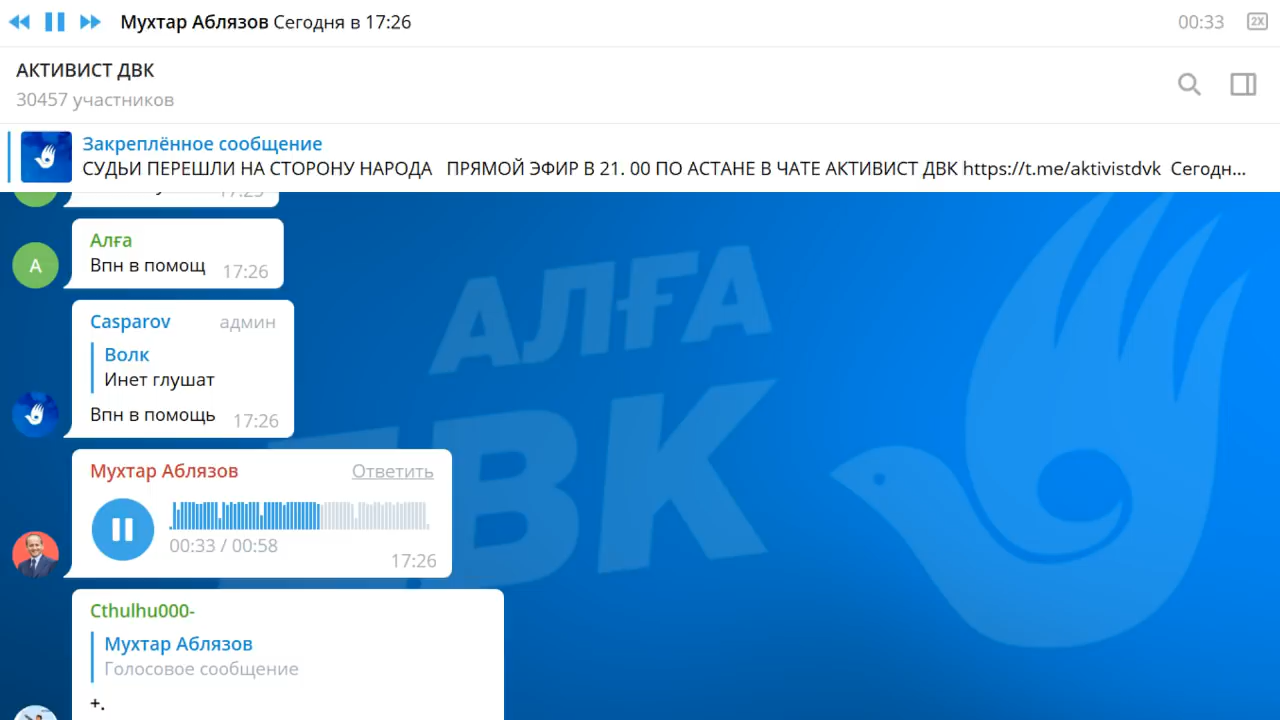 Мухтар Аблязов Сегодня в 17:26
00:33
2X
АКТИВИСТ ДВК
30457 участников
Закреплённое сообщение
СУДЬИ ПЕРЕШЛИ НА СТОРОНУ НАРОДА ПРЯМОЙ ЭФИР В 21. 00 ПО АСТАНЕ В ЧАТЕ АКТИВИСТ ДВК https://t.me/aktivistdvk Сегодн...
Алға
А
Впн в помощ 17:26
Casparov админ
Волк
Инет глушат
Впн в помощь 17:26
Мухтар Аблязов Ответить
00:33 / 00:58
17:26
Cthulhu000-
Мухтар Аблязов
Голосовое сообщение
+.
АЛҒА
ДВК